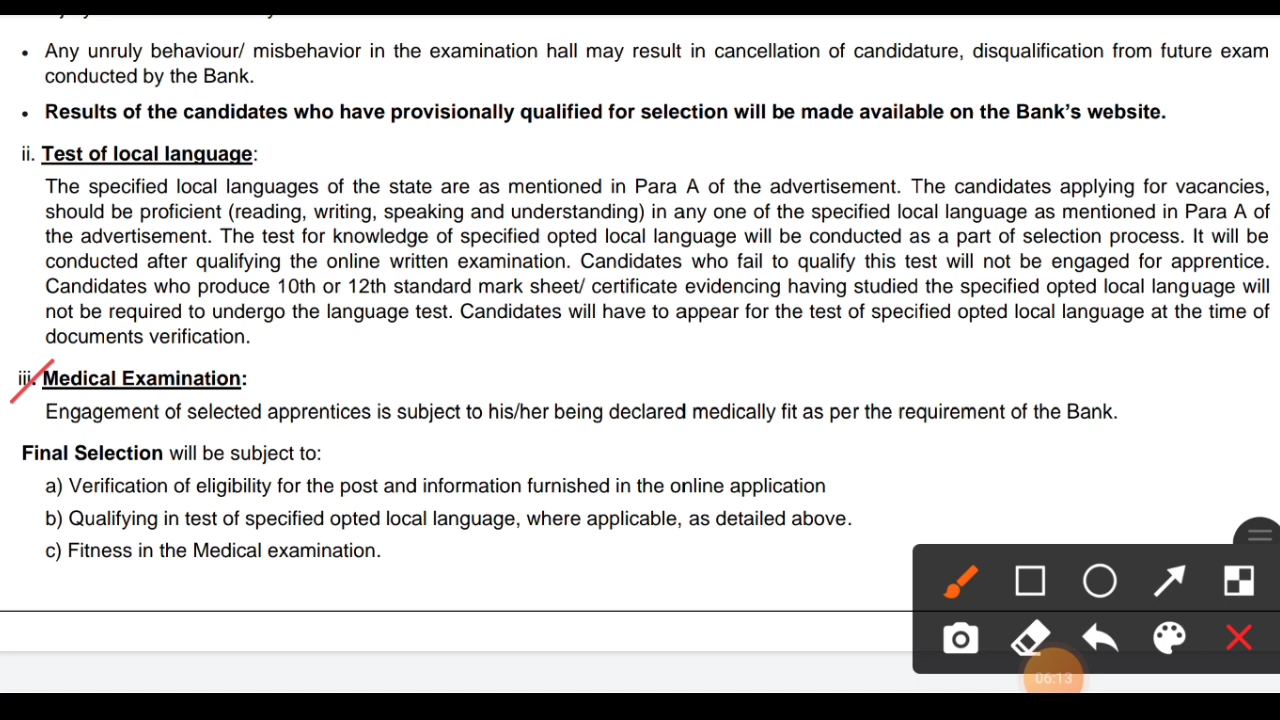 • Any unruly behaviour/ misbehavior in the examination hall may result in cancellation of candidature, disqualification from future exam
conducted by the Bank.
• Results of the candidates who have provisionally qualified for selection will be made available on the Bank's website.
ii. Test of local language:
The specified local languages of the state are as mentioned in Para A of the advertisement. The candidates applying for vacancies,
should be proficient (reading, writing, speaking and understanding) in any one of the specified local language as mentioned in Para A of
the advertisement. The test for knowledge of specified opted local language will be conducted as a part of selection process. It will be
conducted after qualifying the online written examination. Candidates who fail to qualify this test will not be engaged for apprentice.
Candidates who produce 10th or 12th standard mark sheet/ certificate evidencing having studied the specified opted local language will
not be required to undergo the language test. Candidates will have to appear for the test of specified opted local language at the time of
documents verification.
iii. Medical Examination:
Engagement of selected apprentices is subject to his/her being declared medically fit as per the requirement of the Bank.
Final Selection will be subject to:
a) Verification of eligibility for the post and information furnished in the online application
b) Qualifying in test of specified opted local language, where applicable, as detailed above.
c) Fitness in the Medical examination.
06:13